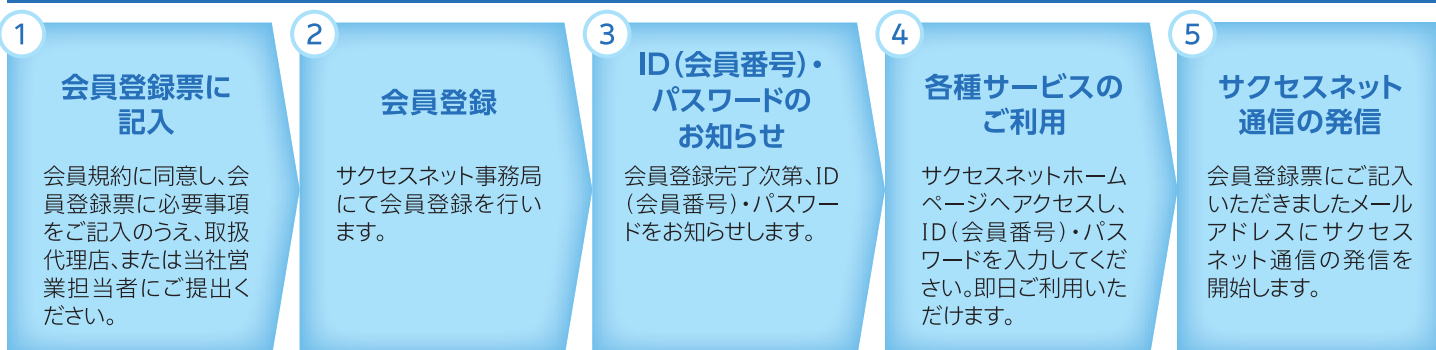 1
会員登録票に
記入
会員規約に同意し、会
員登録票に必要事項
をご記入のうえ、取扱
代理店、または当社営
業担当者にご提出く
ださい。
2
会員登録
サクセスネット事務局
にて会員登録を行い
ます。
3
ID(会員番号)・
パスワードの
お知らせ
会員登録完了次第、ID
(会員番号)・パスワー
ドをお知らせします。
4
各種サービスの
ご利用
サクセスネットホーム
ページへアクセスし、
ID(会員番号)・パス
ワードを入力してくだ
さい。即日ご利用いた
だけます。
5
サクセスネット
通信の発信
会員登録票にご記入
いただきましたメール
アドレスにサクセス
ネット通信の発信を
開始します。